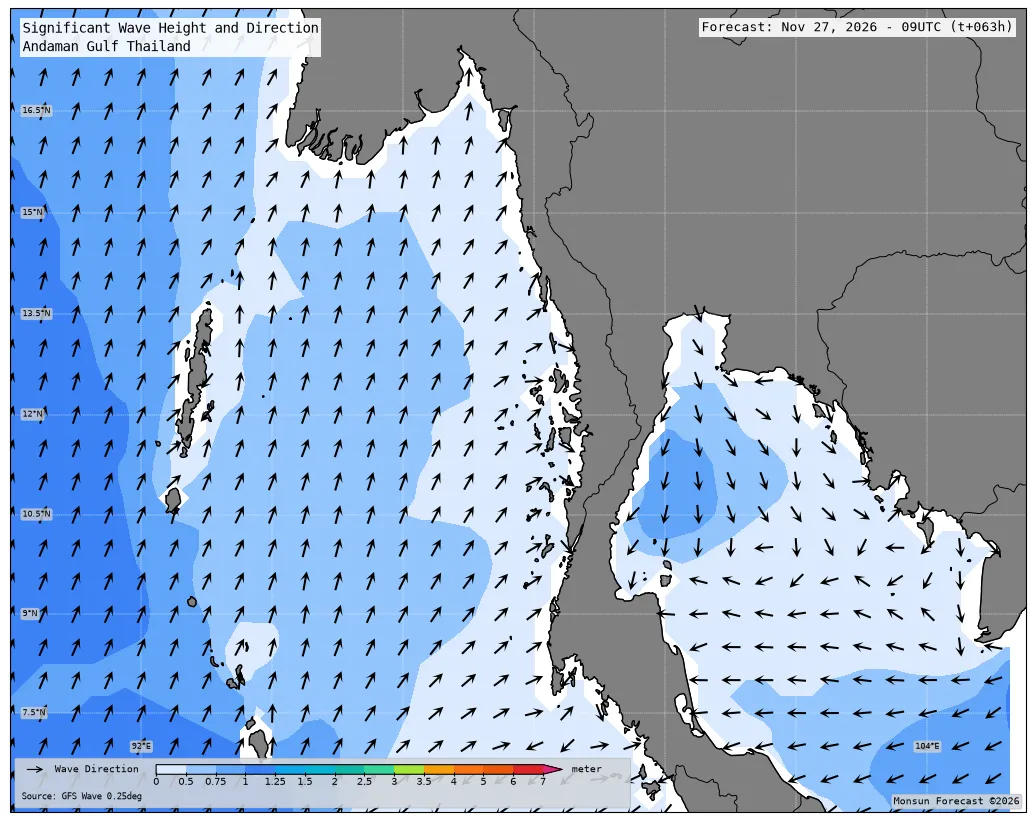 Significant Wave Height and Direction
Andaman Gulf Thailand
Forecast: Nov 27, 2026 - 09UTC (t+063h)
16.5°N
15°N
13.5°N
12°N
10.5°N
9°N
7.5°N
92°E
104°E
Wave Direction
0.5 0.75 1 1.25 1.5 2 2.5 3 3.5 4 5 6 7
meter
Source: GFS Wave 0.25deg
Monsun Forecast ©2026